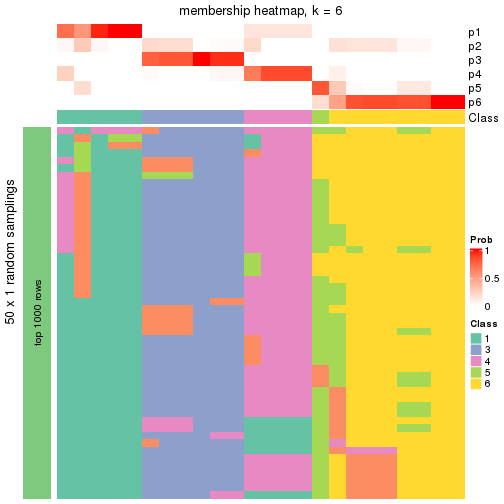 membership heatmap, k = 6
p1
p2
p3
p4
p5
p6
Class
50 x 1 random samplings
top 1000 rows
Prob
1
0.5
0
Class
1
3
4
5
6